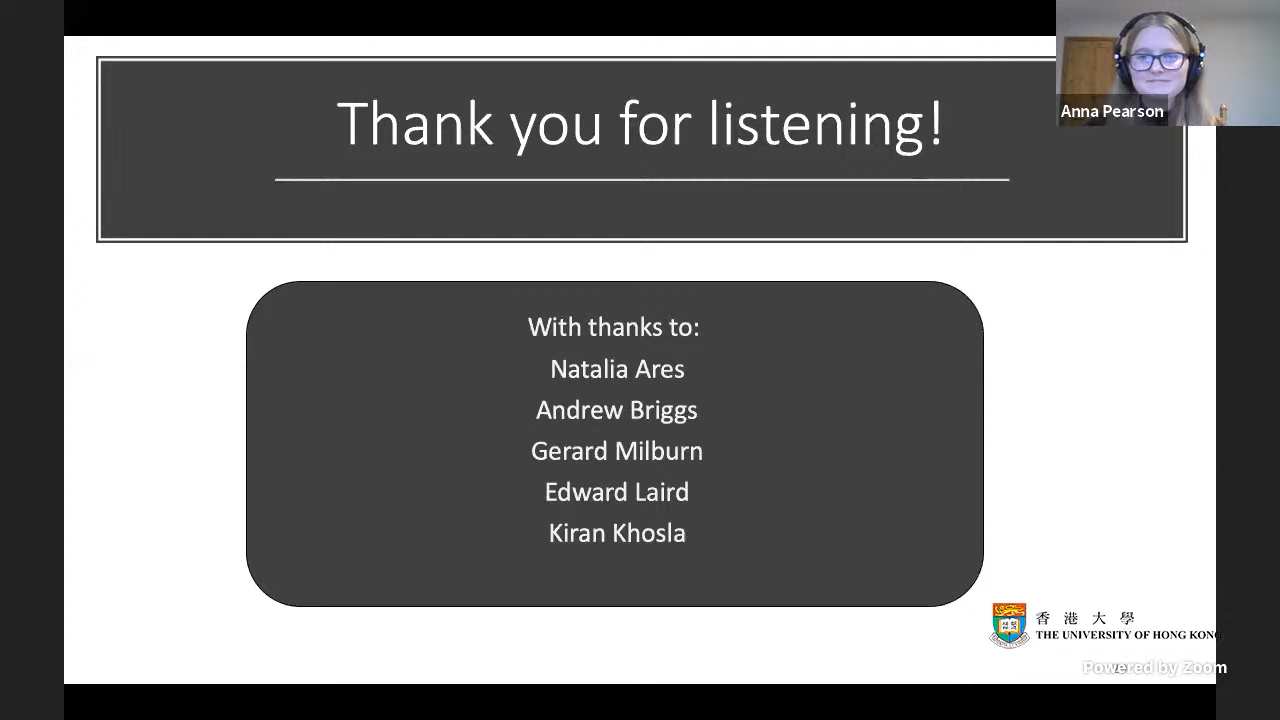 Thank you for listening!
Anna Pearson
With thanks to:
Natalia Ares
Andrew Briggs
Gerard Milburn
Edward Laird
Kiran Khosla
香港大學
THE UNIVERSITY OF HONG KONG
Powered by Zoom